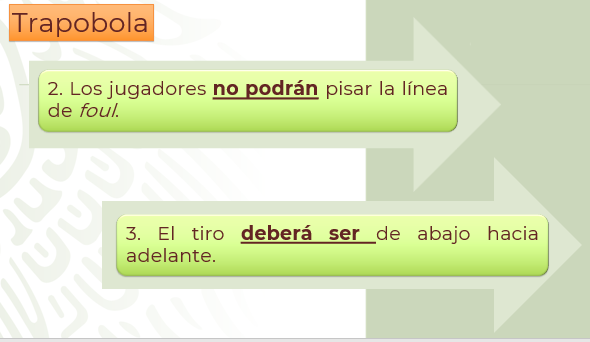 Trapobola
2. Los jugadores no podrán pisar la línea
de foul.
3. El tiro deberá ser de abajo hacia
adelante.